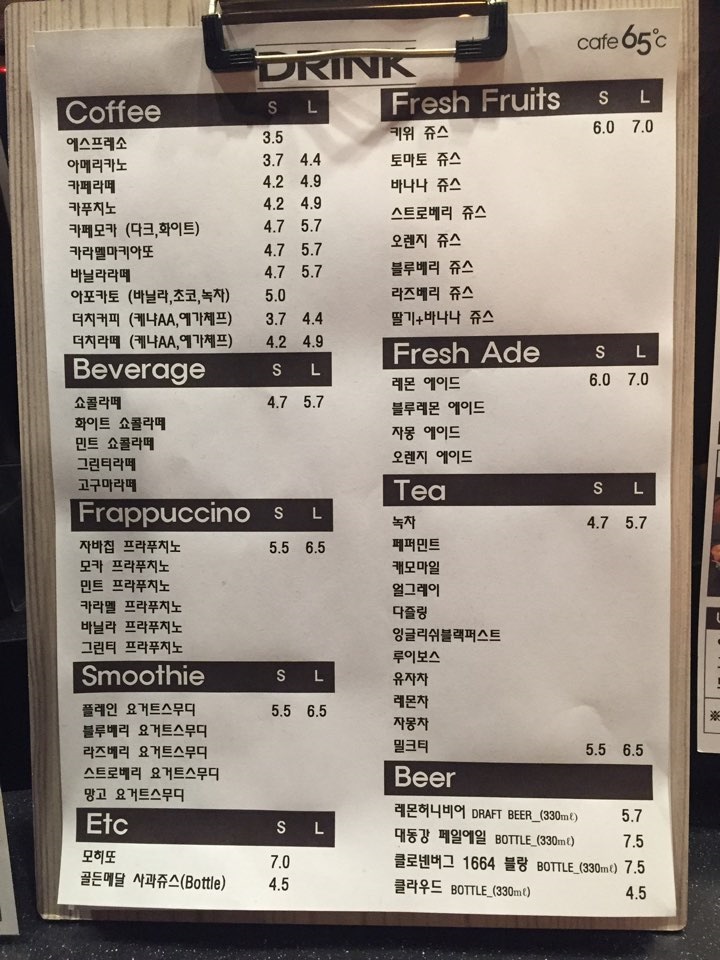 DRINK
cafe 65°c
Coffee S L
에스프레소 3.5
아메리카노 3.7 4.4
카페라떼 4.2 4.9
카푸치노 4.2 4.9
카페모카 (다크,화이트) 4.7 5.7
카라멜마키아또 4.7 5.7
바닐라라떼 4.7 5.7
아포카토 (바닐라,초코,녹차) 5.0
더치커피 (케냐AA,예가체프) 3.7 4.4
더치라떼 (케냐AA,예가체프) 4.2 4.9
Beverage S L
쇼콜라떼 4.7 5.7
화이트 쇼콜라떼
민트 쇼콜라떼
그린티라떼
고구마라떼
Frappuccino S L
자바칩 프라푸치노 5.5 6.5
모카 프라푸치노
민트 프라푸치노
카라멜 프라푸치노
바닐라 프라푸치노
그린티 프라푸치노
Smoothie S L
플레인 요거트스무디 5.5 6.5
블루베리 요거트스무디
라즈베리 요거트스무디
스트로베리 요거트스무디
망고 요거트스무디
Etc S L
모히또 7.0
골든메달 사과쥬스(Bottle) 4.5
Fresh Fruits S L
키위 쥬스 6.0 7.0
토마토 쥬스
바나나 쥬스
스트로베리 쥬스
오렌지 쥬스
블루베리 쥬스
라즈베리 쥬스
딸기+바나나 쥬스
Fresh Ade S L
레몬 에이드 6.0 7.0
블루레몬 에이드
자몽 에이드
오렌지 에이드
Tea S L
녹차 4.7 5.7
페퍼민트
캐모마일
얼그레이
다즐링
잉글리쉬블랙퍼스트
루이보스
유자차
레몬차
자몽차
밀크티 5.5 6.5
Beer
레몬허니비어 DRAFT BEER_(330mℓ) 5.7
대동강 페일에일 BOTTLE_(330mℓ) 7.5
클로넨버그 1664 블랑 BOTTLE_(330mℓ) 7.5
클라우드 BOTTLE_(330mℓ) 4.5